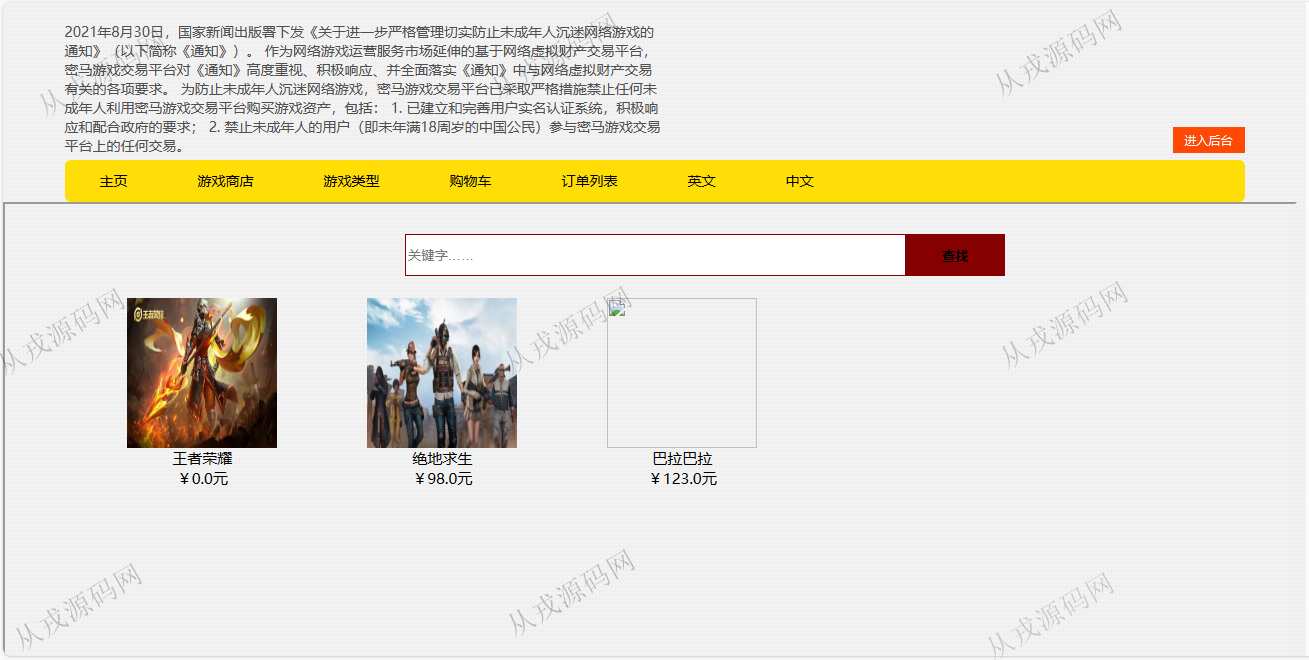 2021年8月30日，国家新闻出版署下发《关于进一步严格管理切实防止未成年人沉迷网络游戏的
通知》（以下简称《通知》）。 作为网络游戏运营服务市场延伸的基于网络虚拟财产交易平台，
密马游戏交易平台对《通知》高度重视、积极响应、并全面落实《通知》中与网络虚拟财产交易
有关的各项要求。 为防止未成年人沉迷网络游戏，密马游戏交易平台已采取严格措施禁止任何未
成年人利用密马游戏交易平台购买游戏资产，包括： 1. 已建立和完善用户实名认证系统，积极响
应和配合政府的要求； 2. 禁止未成年人的用户（即未年满18周岁的中国公民）参与密马游戏交易
平台上的任何交易。
进入后台
主页 游戏商店 游戏类型 购物车 订单列表 英文 中文
关键字…… 查找
王者荣耀
王者荣耀 绝地求生 巴拉巴拉
￥0.0元 ￥98.0元 ￥123.0元
从戎源码网
从戎源码网
从戎源码网
从戎源码网
从戎源码网
从戎源码网
从戎源码网
从戎源码网
从戎源码网